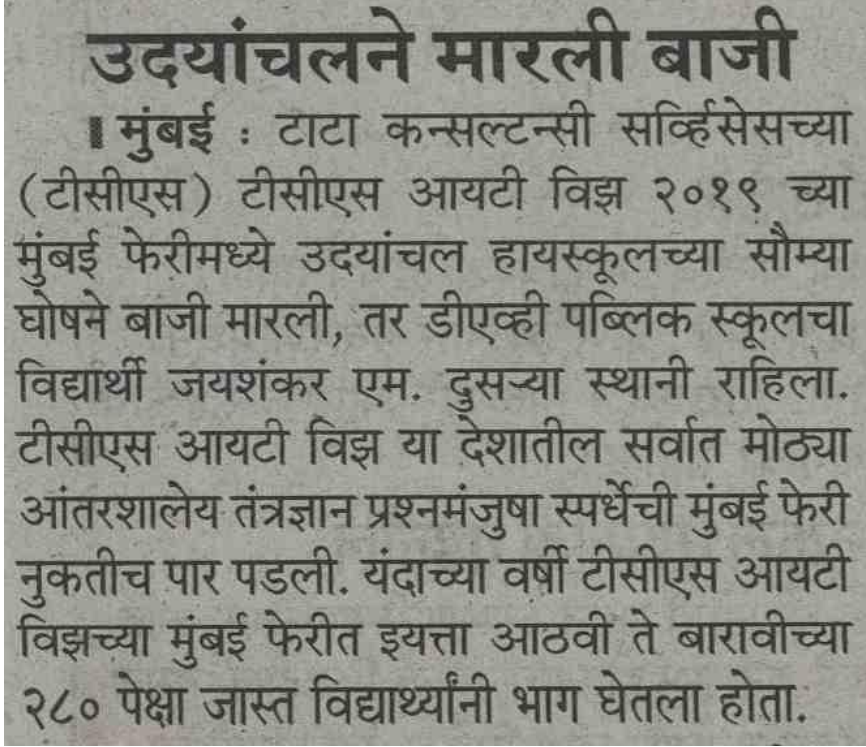 उदयांचलने मारली बाजी
▮ मुंबई : टाटा कन्सल्टन्सी सर्व्हिसेसच्या
(टीसीएस) टीसीएस आयटी विझ २०१९ च्या
मुंबई फेरीमध्ये उदयांचल हायस्कूलच्या सौम्या
घोषने बाजी मारली, तर डीएव्ही पब्लिक स्कूलचा
विद्यार्थी जयशंकर एम. दुसऱ्या स्थानी राहिला.
टीसीएस आयटी विझ या देशातील सर्वात मोठ्या
आंतरशालेय तंत्रज्ञान प्रश्नमंजुषा स्पर्धेची मुंबई फेरी
नुकतीच पार पडली. यंदाच्या वर्षी टीसीएस आयटी
विझच्या मुंबई फेरीत इयत्ता आठवी ते बारावीच्या
२८० पेक्षा जास्त विद्यार्थ्यांनी भाग घेतला होता.